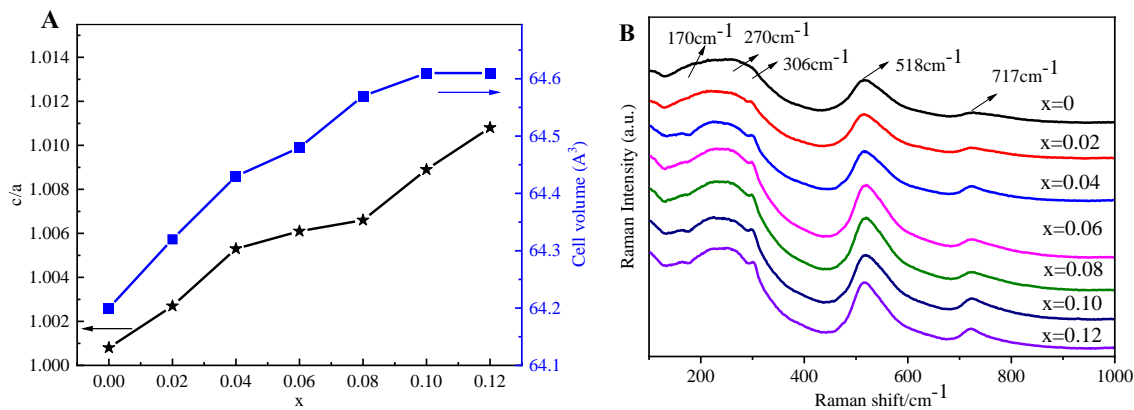 A
1.014
1.012
1.010
1.008
1.006
1.004
1.002
1.000
c/a
0.00 0.02 0.04 0.06 0.08 0.10 0.12
x
64.6
64.5
64.4
64.3
64.2
64.1
Cell volume (A³)
B
170cm⁻¹
270cm⁻¹
306cm⁻¹
518cm⁻¹
717cm⁻¹
x=0
x=0.02
x=0.04
x=0.06
x=0.08
x=0.10
x=0.12
Raman Intensity (a.u.)
200 400 600 800 1000
Raman shift/cm⁻¹